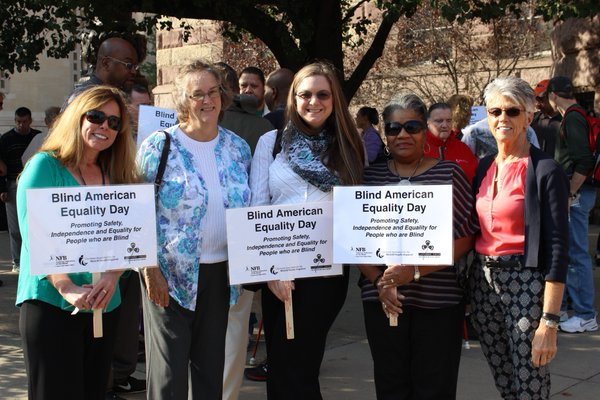 Blind American
Equality Day
Promoting Safety,
Independence and Equality for
People who are Blind
Blind American
Equality Day
Promoting Safety,
Independence and Equality for
People who are Blind
Blind American
Equality Day
Promoting Safety,
Independence and Equality for
People who are Blind
NFB